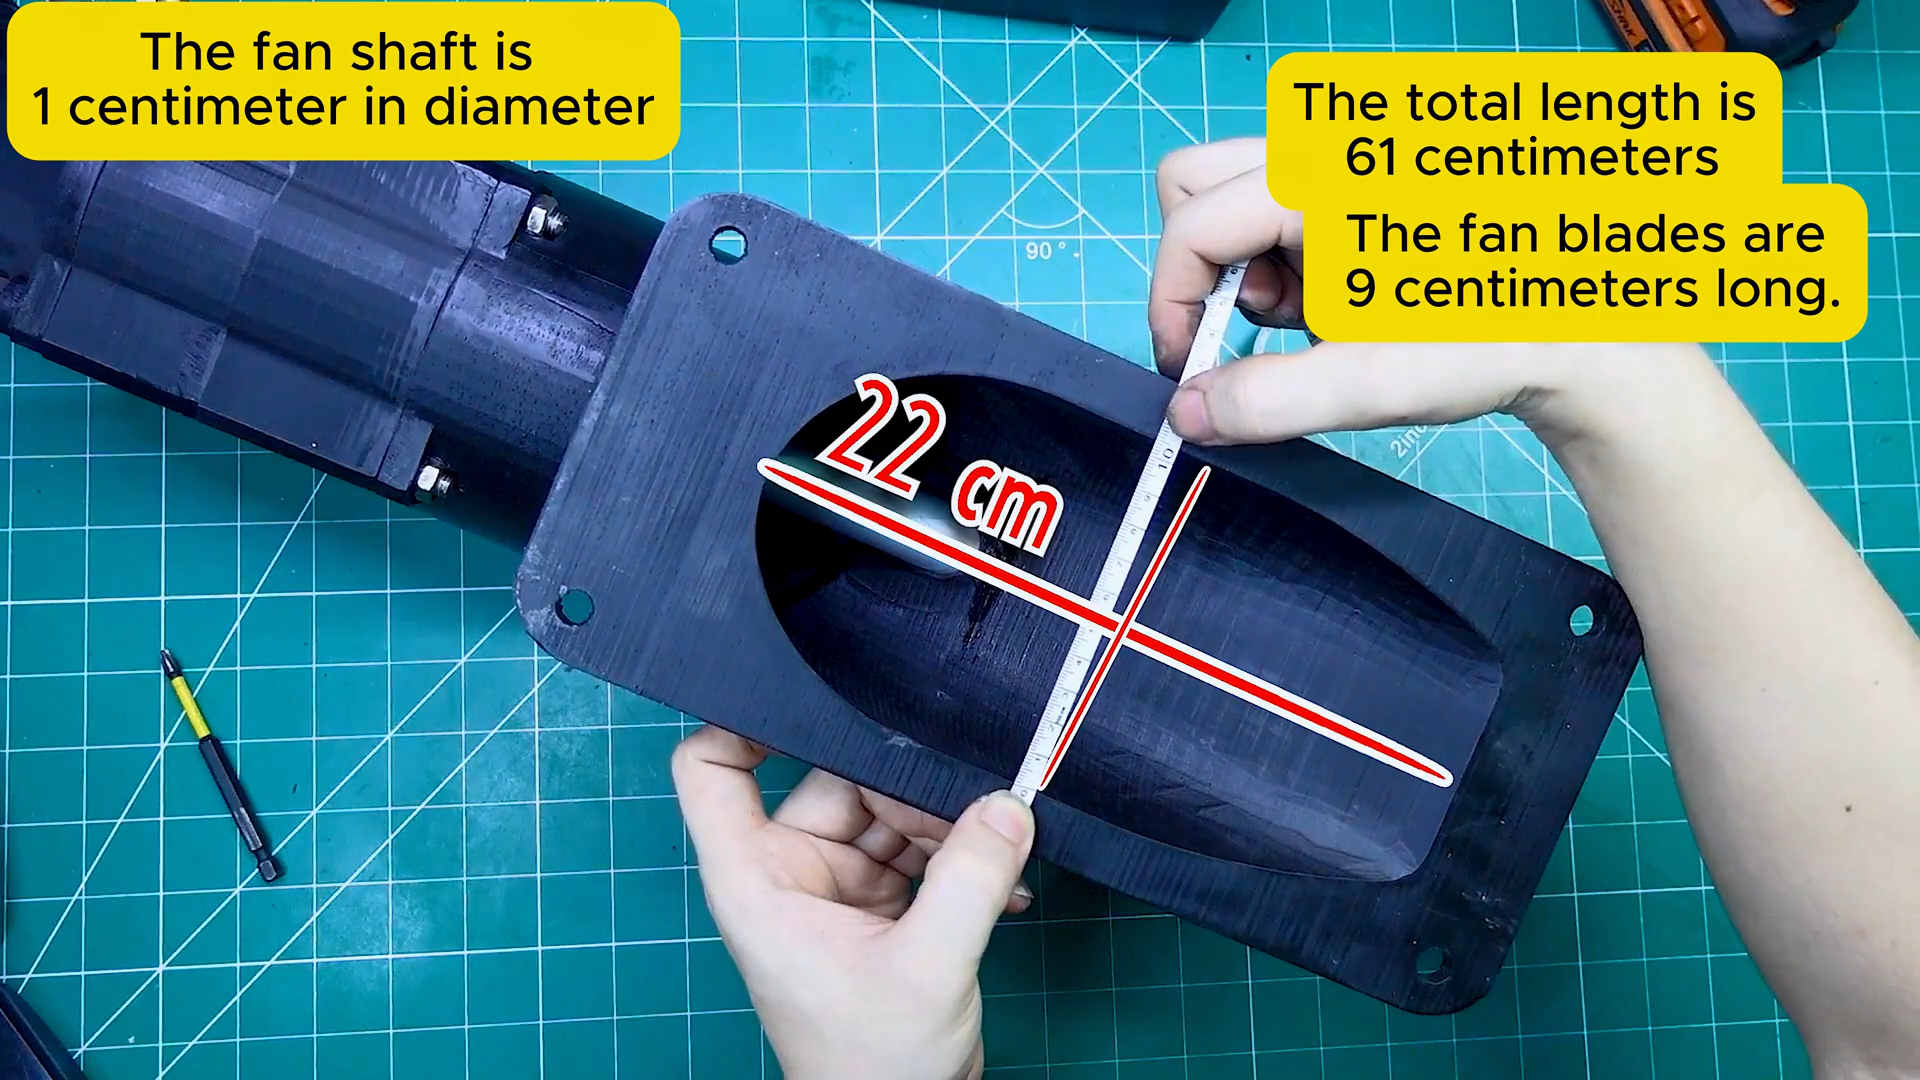 The fan shaft is
1 centimeter in diameter
The total length is
61 centimeters
The fan blades are
9 centimeters long.
90°
22 cm
10